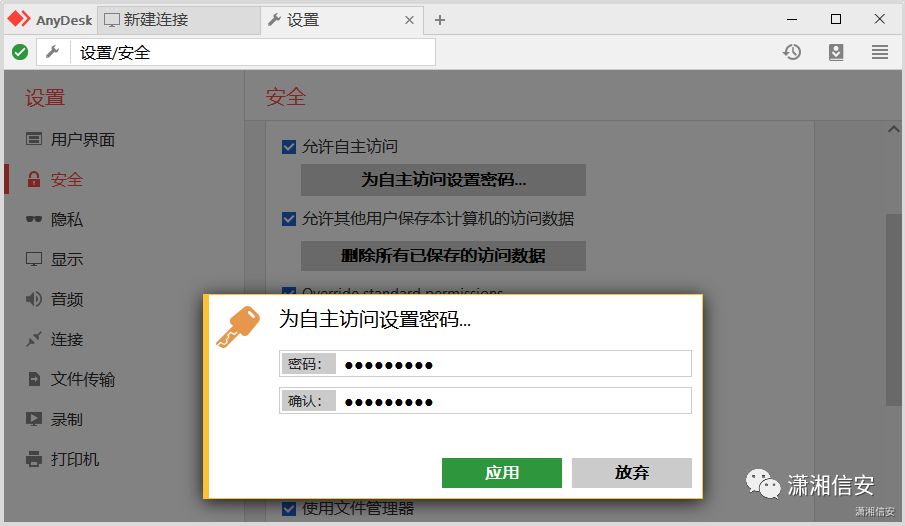 AnyDesk 新建连接 设置
设置/安全
设置
用户界面
安全
隐私
显示
音频
连接
文件传输
录制
打印机
安全
允许自主访问
为自主访问设置密码...
允许其他用户保存本计算机的访问数据
删除所有已保存的访问数据
Override standard permissions
为自主访问设置密码...
密码： ●●●●●●●●●
确认： ●●●●●●●●●
应用 放弃
使用文件管理器
潇湘信安
潇湘信安